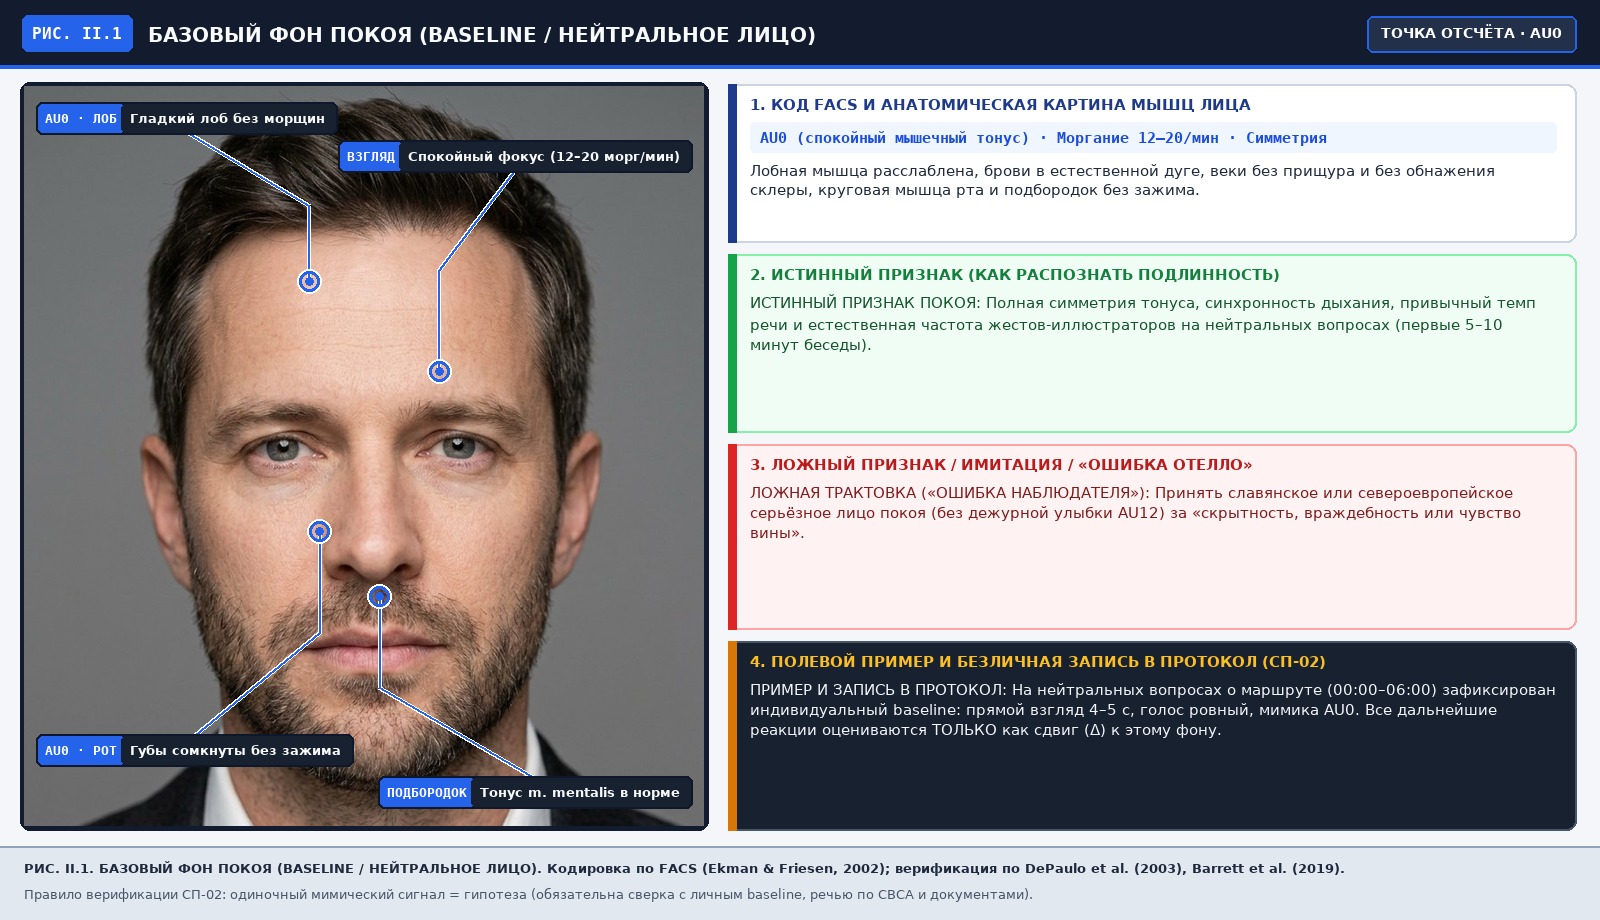 РИС. II.1
БАЗОВЫЙ ФОН ПОКОЯ (BASELINE / НЕЙТРАЛЬНОЕ ЛИЦО)
ТОЧКА ОТСЧЁТА · AU0
AU0 · ЛОБ Гладкий лоб без морщин
ВЗГЛЯД Спокойный фокус (12–20 морг/мин)
AU0 · РОТ Губы сомкнуты без зажима
ПОДБОРОДОК Тонус m. mentalis в норме
1. КОД FACS И АНАТОМИЧЕСКАЯ КАРТИНА МЫШЦ ЛИЦА
AU0 (спокойный мышечный тонус) · Моргание 12–20/мин · Симметрия
Лобная мышца расслаблена, брови в естественной дуге, веки без прищура и без обнажения
склеры, круговая мышца рта и подбородок без зажима.
2. ИСТИННЫЙ ПРИЗНАК (КАК РАСПОЗНАТЬ ПОДЛИННОСТЬ)
ИСТИННЫЙ ПРИЗНАК ПОКОЯ: Полная симметрия тонуса, синхронность дыхания, привычный темп
речи и естественная частота жестов-иллюстраторов на нейтральных вопросах (первые 5–10
минут беседы).
3. ЛОЖНЫЙ ПРИЗНАК / ИМИТАЦИЯ / «ОШИБКА ОТЕЛЛО»
ЛОЖНАЯ ТРАКТОВКА («ОШИБКА НАБЛЮДАТЕЛЯ»): Принять славянское или североевропейское
серьёзное лицо покоя (без дежурной улыбки AU12) за «скрытность, враждебность или чувство
вины».
4. ПОЛЕВОЙ ПРИМЕР И БЕЗЛИЧНАЯ ЗАПИСЬ В ПРОТОКОЛ (СП-02)
ПРИМЕР И ЗАПИСЬ В ПРОТОКОЛ: На нейтральных вопросах о маршруте (00:00–06:00) зафиксирован
индивидуальный baseline: прямой взгляд 4–5 с, голос ровный, мимика AU0. Все дальнейшие
реакции оцениваются ТОЛЬКО как сдвиг (Δ) к этому фону.
РИС. II.1. БАЗОВЫЙ ФОН ПОКОЯ (BASELINE / НЕЙТРАЛЬНОЕ ЛИЦО). Кодировка по FACS (Ekman & Friesen, 2002); верификация по DePaulo et al. (2003), Barrett et al. (2019).
Правило верификации СП-02: одиночный мимический сигнал = гипотеза (обязательна сверка с личным baseline, речью по CBCA и документами).